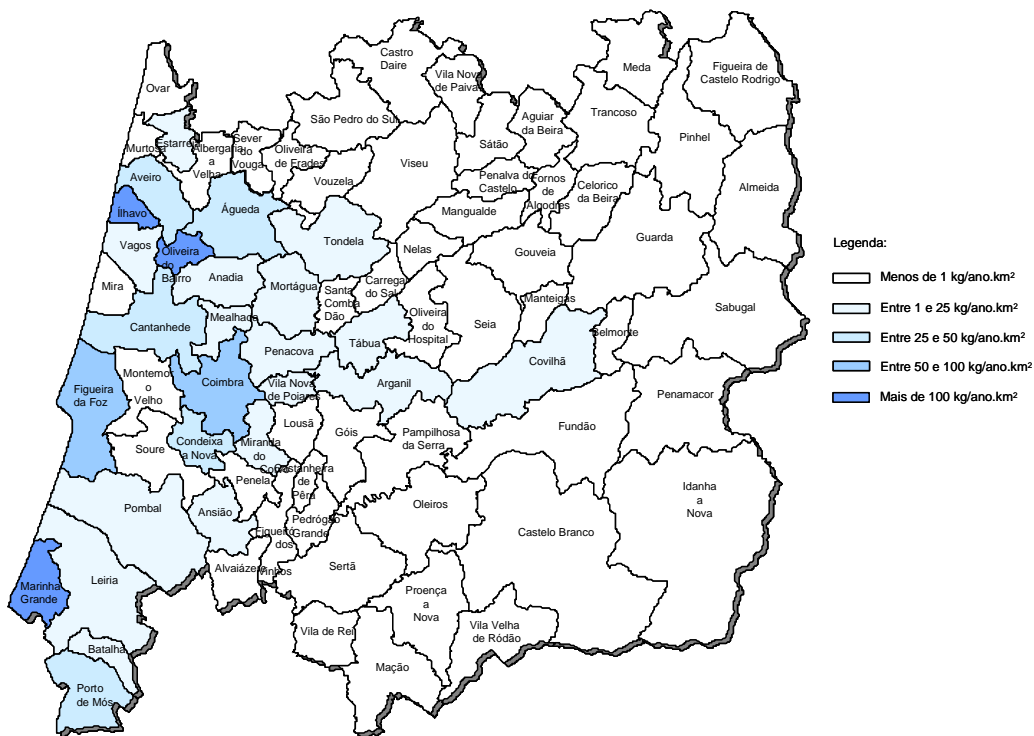 Ovar
Castro
Daire
Vila Nova
de Paiva
Meda
Figueira de
Castelo Rodrigo
Murtosa
Estarreja
Albergaria
a
Velha
Sever
do
Vouga
Oliveira
de Frades
São Pedro do Sul
Vouzela
Viseu
Sátão
Aguiar
da Beira
Trancoso
Pinhel
Aveiro
Penalva do
Castelo
Fornos
de
Algodres
Celorico
da Beira
Almeida
Ílhavo
Águeda
Mangualde
Vagos
Oliveira
do
Bairro
Tondela
Nelas
Gouveia
Guarda
Mira
Anadia
Mortágua
Santa
Comba
Dão
Carregal
do Sal
Oliveira
do
Hospital
Seia
Manteigas
Sabugal
Cantanhede
Mealhada
Penacova
Tábua
Covilhã
Belmonte
Figueira
da Foz
Montemor
o
Velho
Coimbra
Vila Nova
de Poiares
Arganil
Penamacor
Soure
Condeixa
a Nova
Miranda
do
Corvo
Lousã
Góis
Pampilhosa
da Serra
Fundão
Pombal
Ansião
Penela
Castanheira
de
Pêra
Pedrógão
Grande
Oleiros
Castelo Branco
Idanha
a
Nova
Figueiró
dos
Vinhos
Alvaiázere
Sertã
Proença
a
Nova
Marinha
Grande
Leiria
Batalha
Porto
de Mós
Vila de Rei
Mação
Vila Velha
de Ródão
Legenda:
Menos de 1 kg/ano.km²
Entre 1 e 25 kg/ano.km²
Entre 25 e 50 kg/ano.km²
Entre 50 e 100 kg/ano.km²
Mais de 100 kg/ano.km²